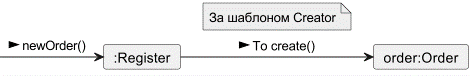 За шаблоном Creator
newOrder()
:Register
To create()
order:Order